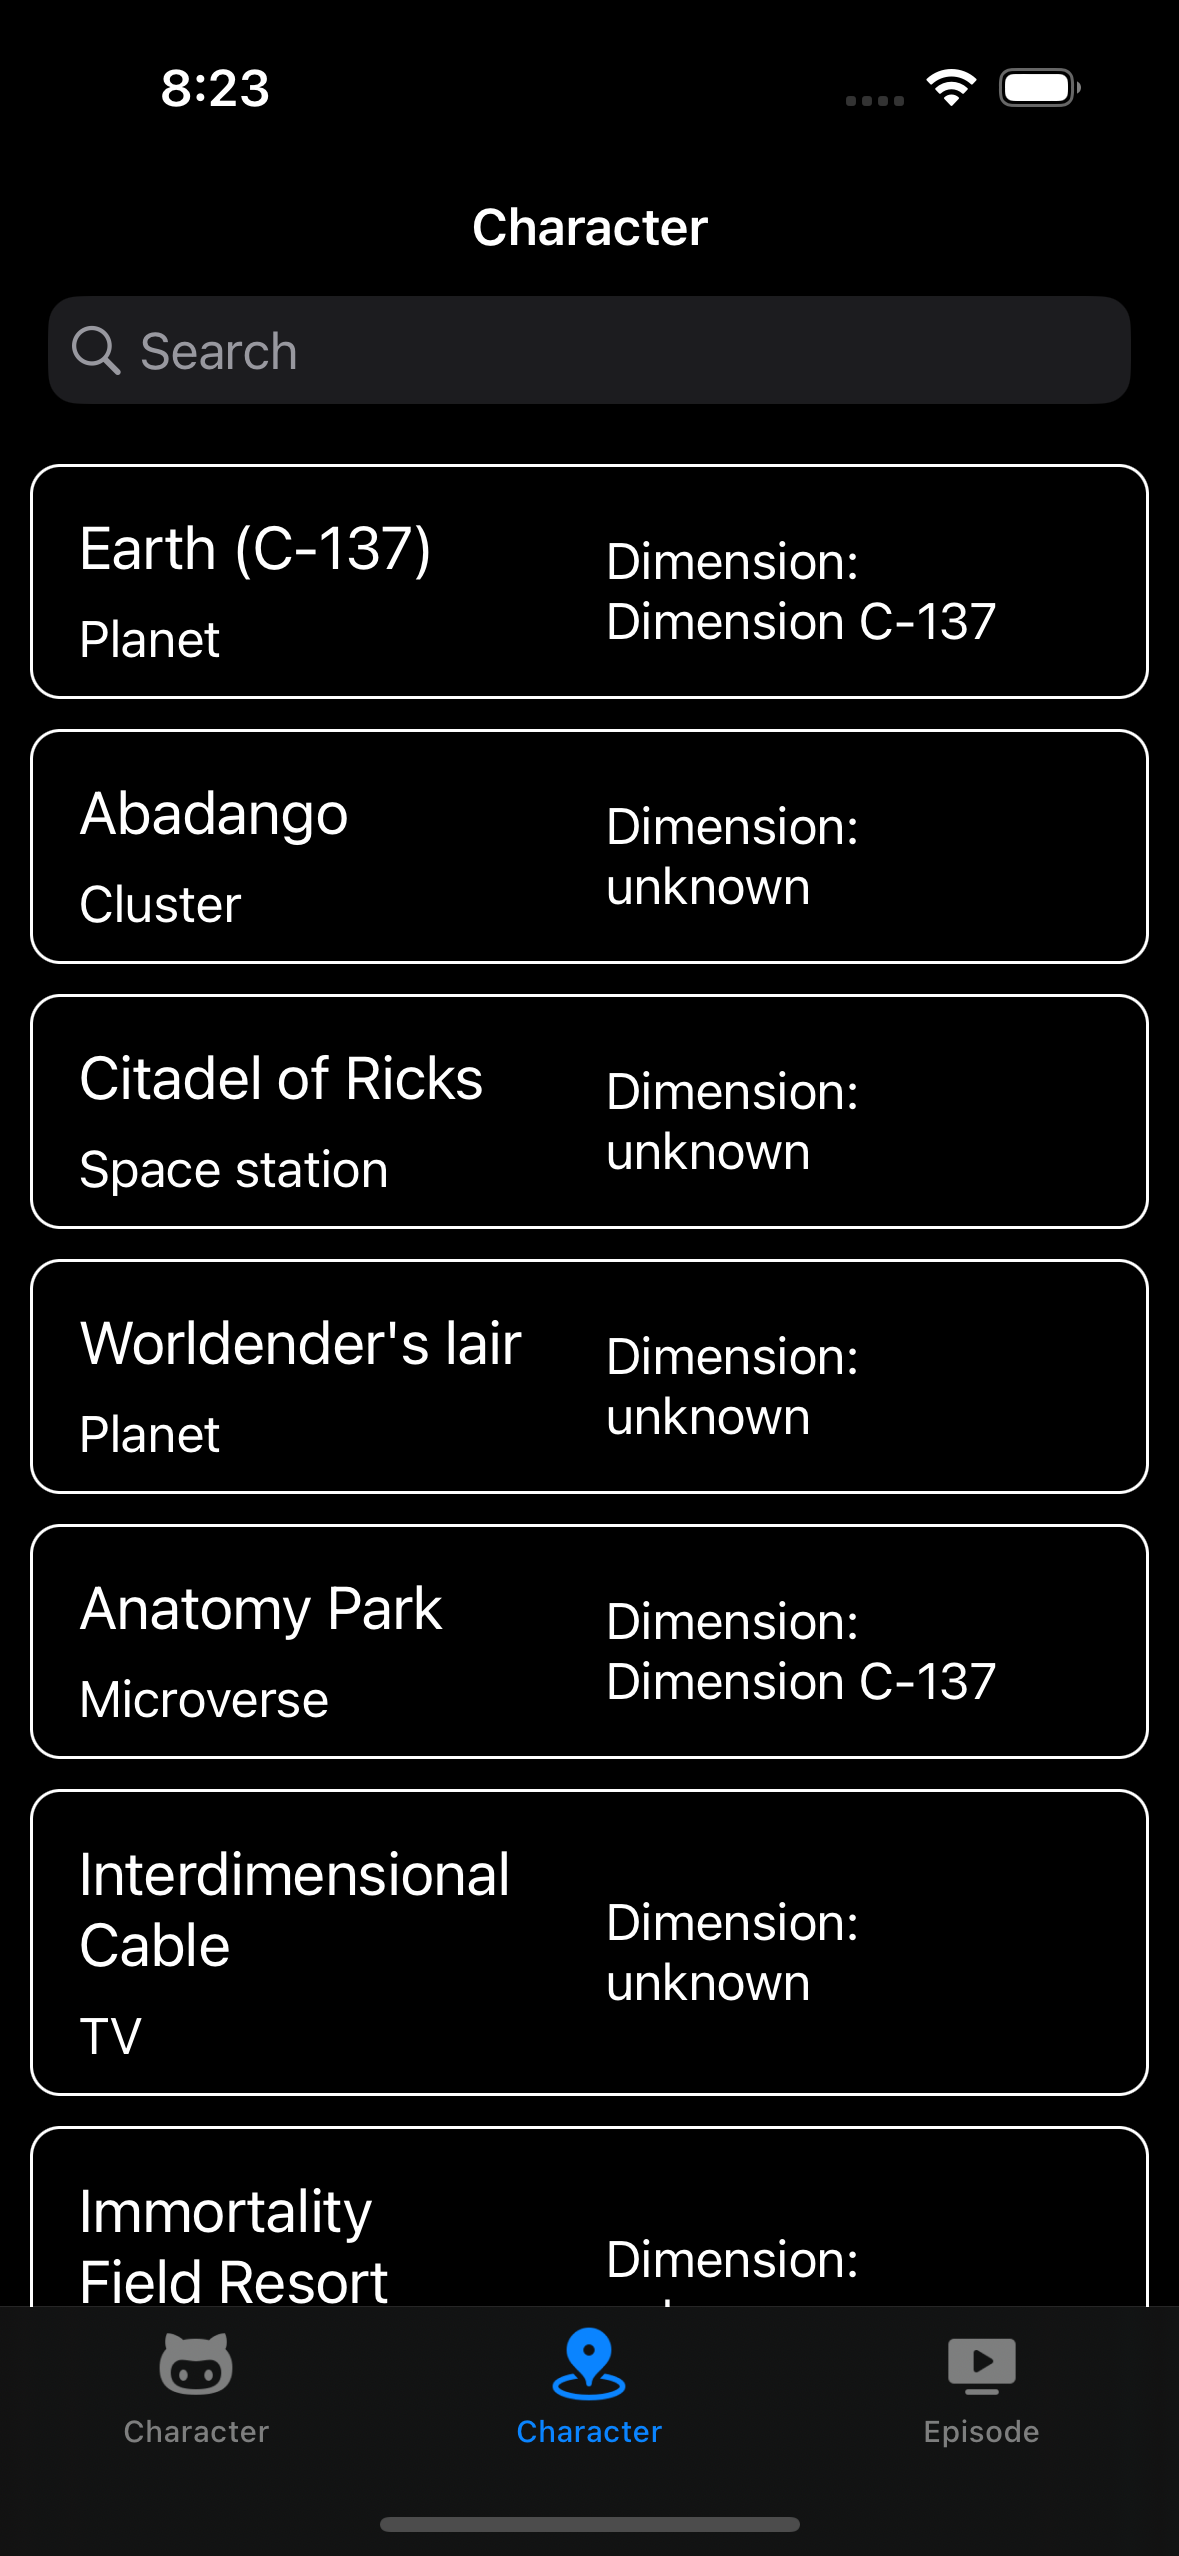 8:23
Character
Search
Earth (C-137)
Planet
Dimension:
Dimension C-137
Abadango
Cluster
Dimension:
unknown
Citadel of Ricks
Space station
Dimension:
unknown
Worldender's lair
Planet
Dimension:
unknown
Anatomy Park
Microverse
Dimension:
Dimension C-137
Interdimensional
Cable
TV
Dimension:
unknown
Immortality
Field Resort
Dimension:
Character
Character
Episode